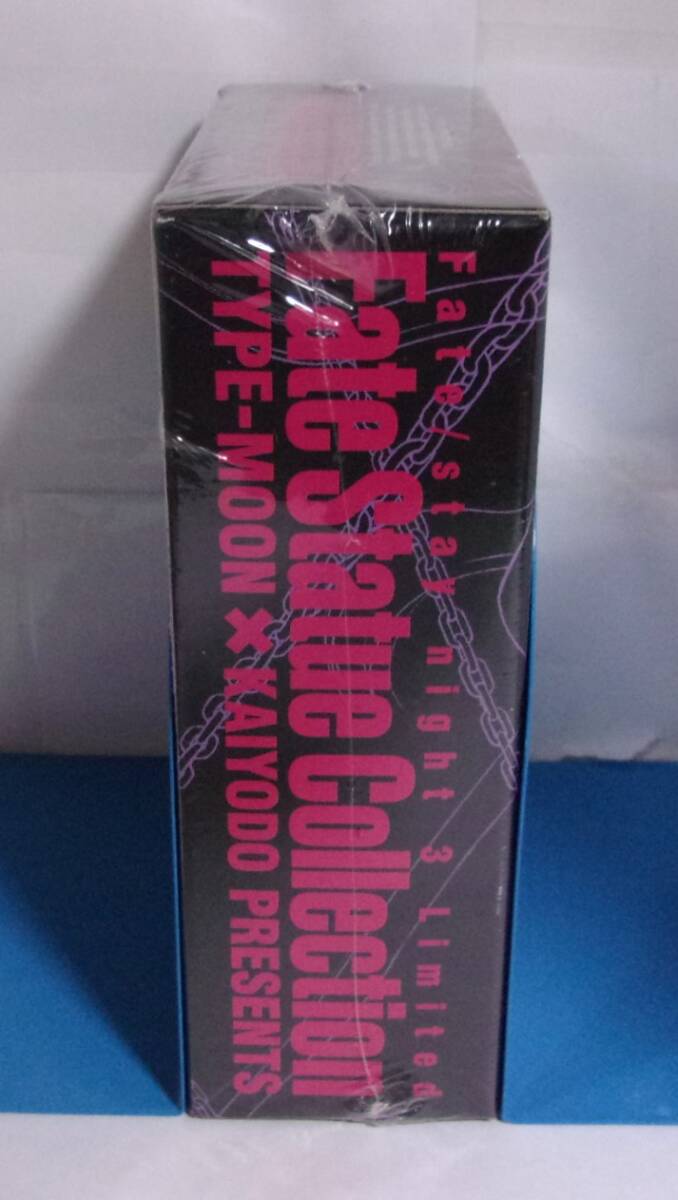 Fate/stay night 3 Limited
Fate Statue Collection
TYPE-MOON × KAIYODO PRESENTS